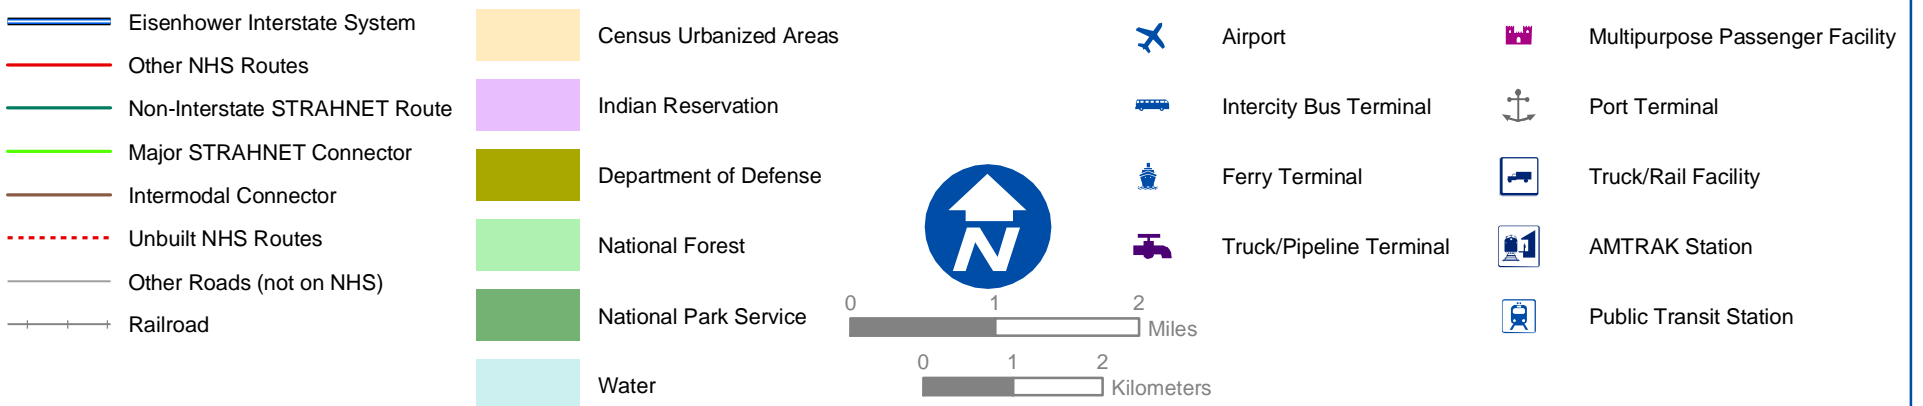 Eisenhower Interstate System
Other NHS Routes
Non-Interstate STRAHNET Route
Major STRAHNET Connector
Intermodal Connector
Unbuilt NHS Routes
Other Roads (not on NHS)
Railroad
Census Urbanized Areas
Indian Reservation
Department of Defense
National Forest
National Park Service
Water
N
0 1 2
Miles
0 1 2
Kilometers
Airport
Intercity Bus Terminal
Ferry Terminal
Truck/Pipeline Terminal
Multipurpose Passenger Facility
Port Terminal
Truck/Rail Facility
AMTRAK Station
Public Transit Station